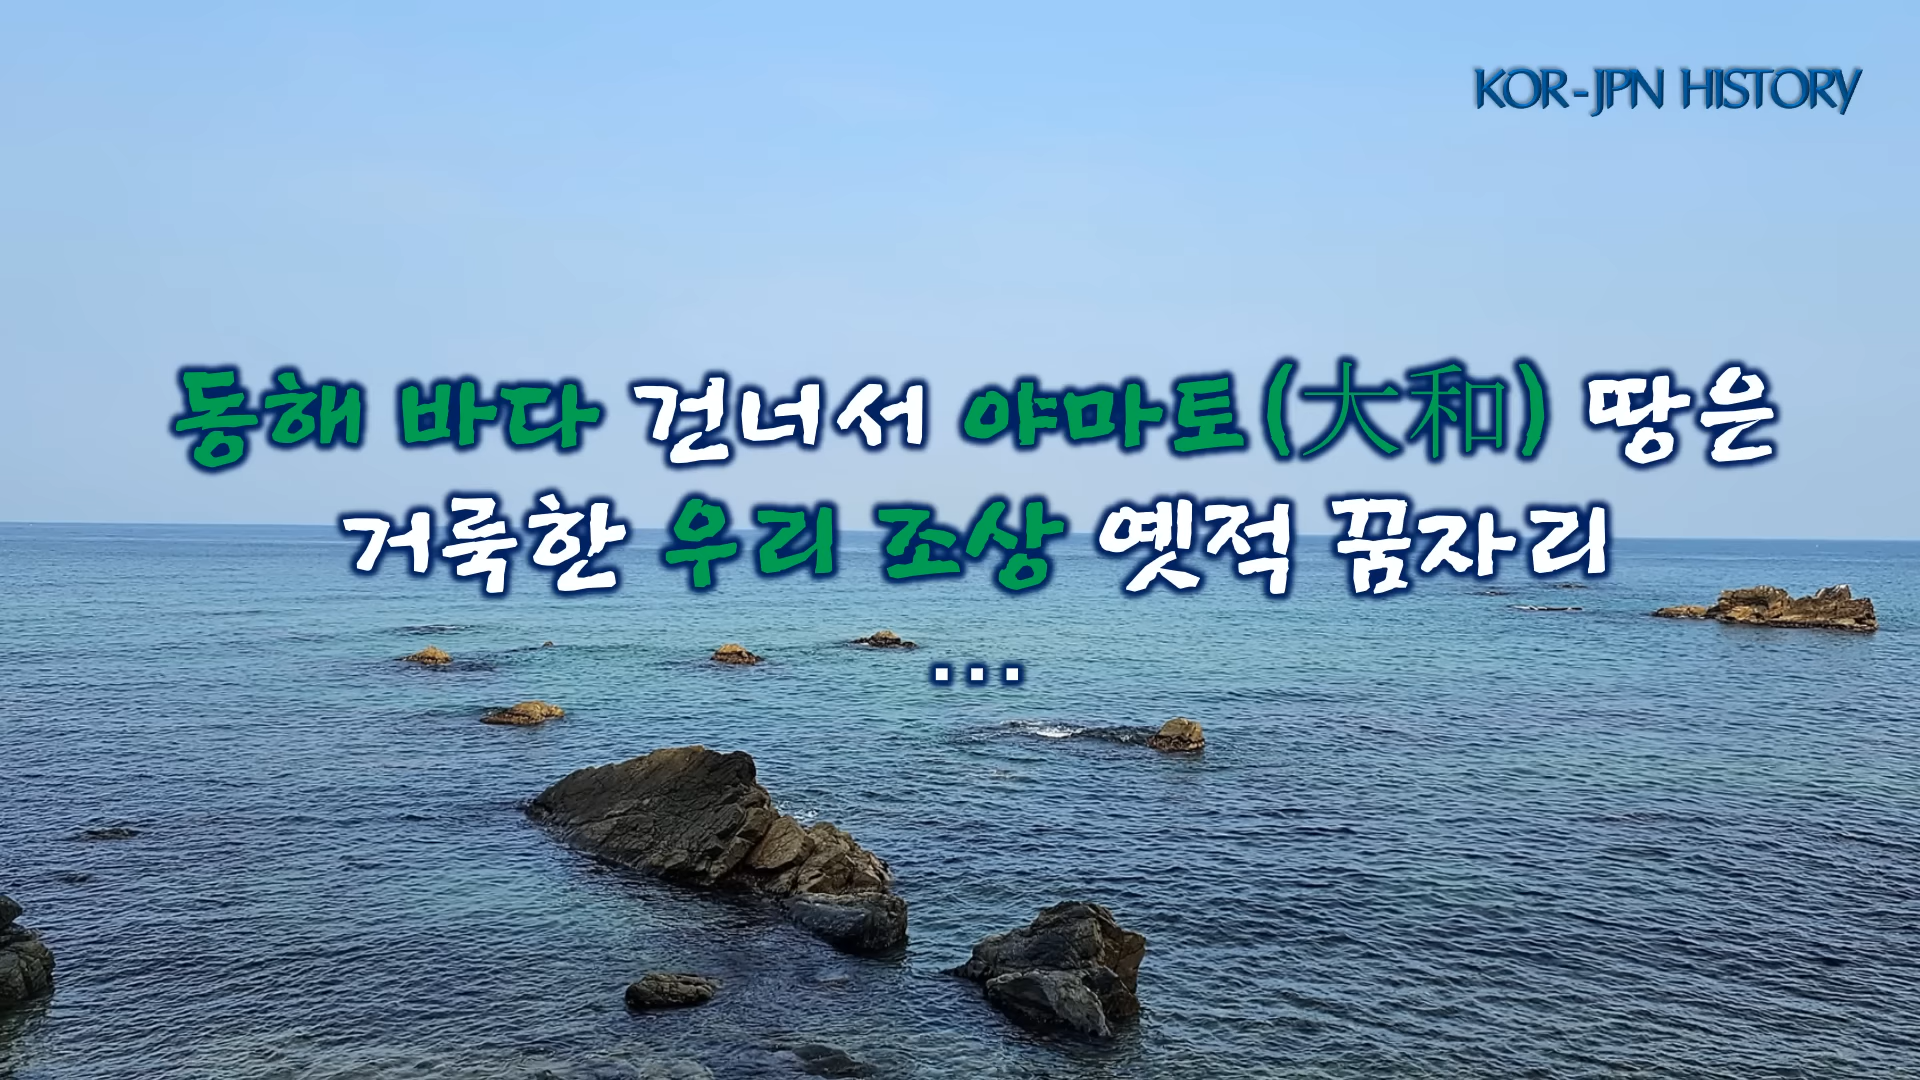 KOR-JPN HISTORY
동해 바다 건너서 야마토(大和) 땅은
거룩한 우리 조상 옛적 꿈자리
...